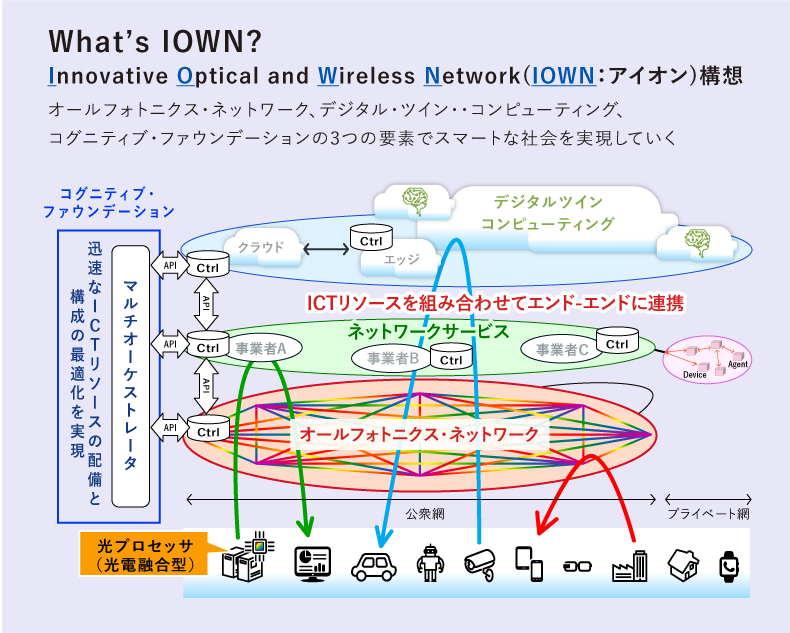 What's IOWN?
Innovative Optical and Wireless Network(IOWN：アイオン)構想
オールフォトニクス・ネットワーク、デジタル・ツイン・・コンピューティング、
コグニティブ・ファウンデーションの3つの要素でスマートな社会を実現していく
コグニティブ・
ファウンデーション
迅速なICTリソースの配備と
構成の最適化を実現
マルチオーケストレータ
API
Ctrl
API
API
Ctrl
API
API
Ctrl
クラウド
Ctrl
エッジ
デジタルツイン
コンピューティング
ICTリソースを組み合わせてエンド-エンドに連携
ネットワークサービス
事業者A
事業者B
Ctrl
事業者C
Ctrl
Device
Agent
オールフォトニクス・ネットワーク
公衆網
プライベート網
光プロセッサ
（光電融合型）